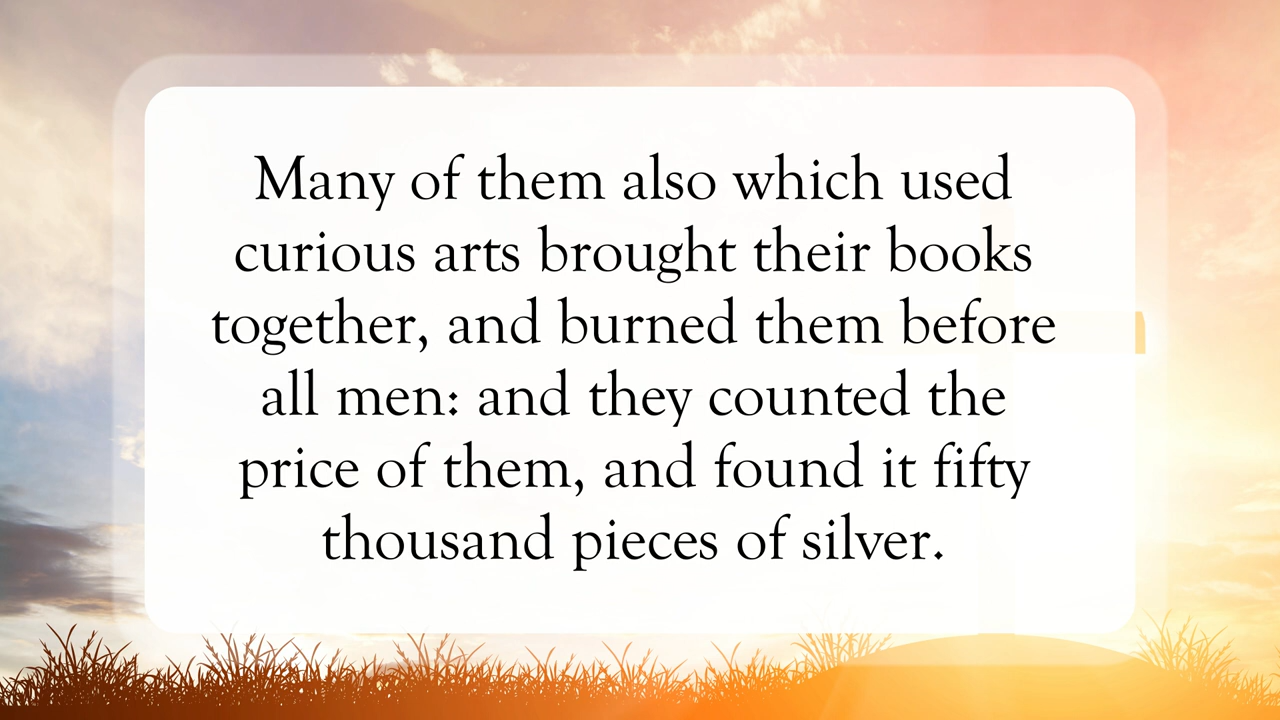 Many of them also which used
curious arts brought their books
together, and burned them before
all men: and they counted the
price of them, and found it fifty
thousand pieces of silver.